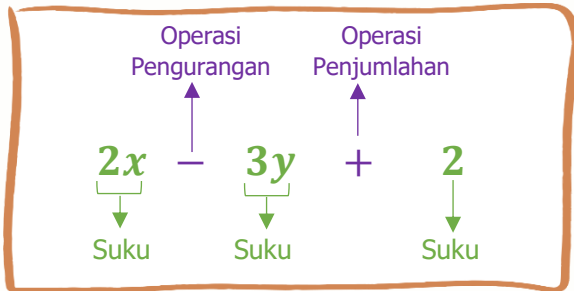 Operasi Pengurangan
Operasi Penjumlahan
2x − 3y + 2
Suku Suku Suku